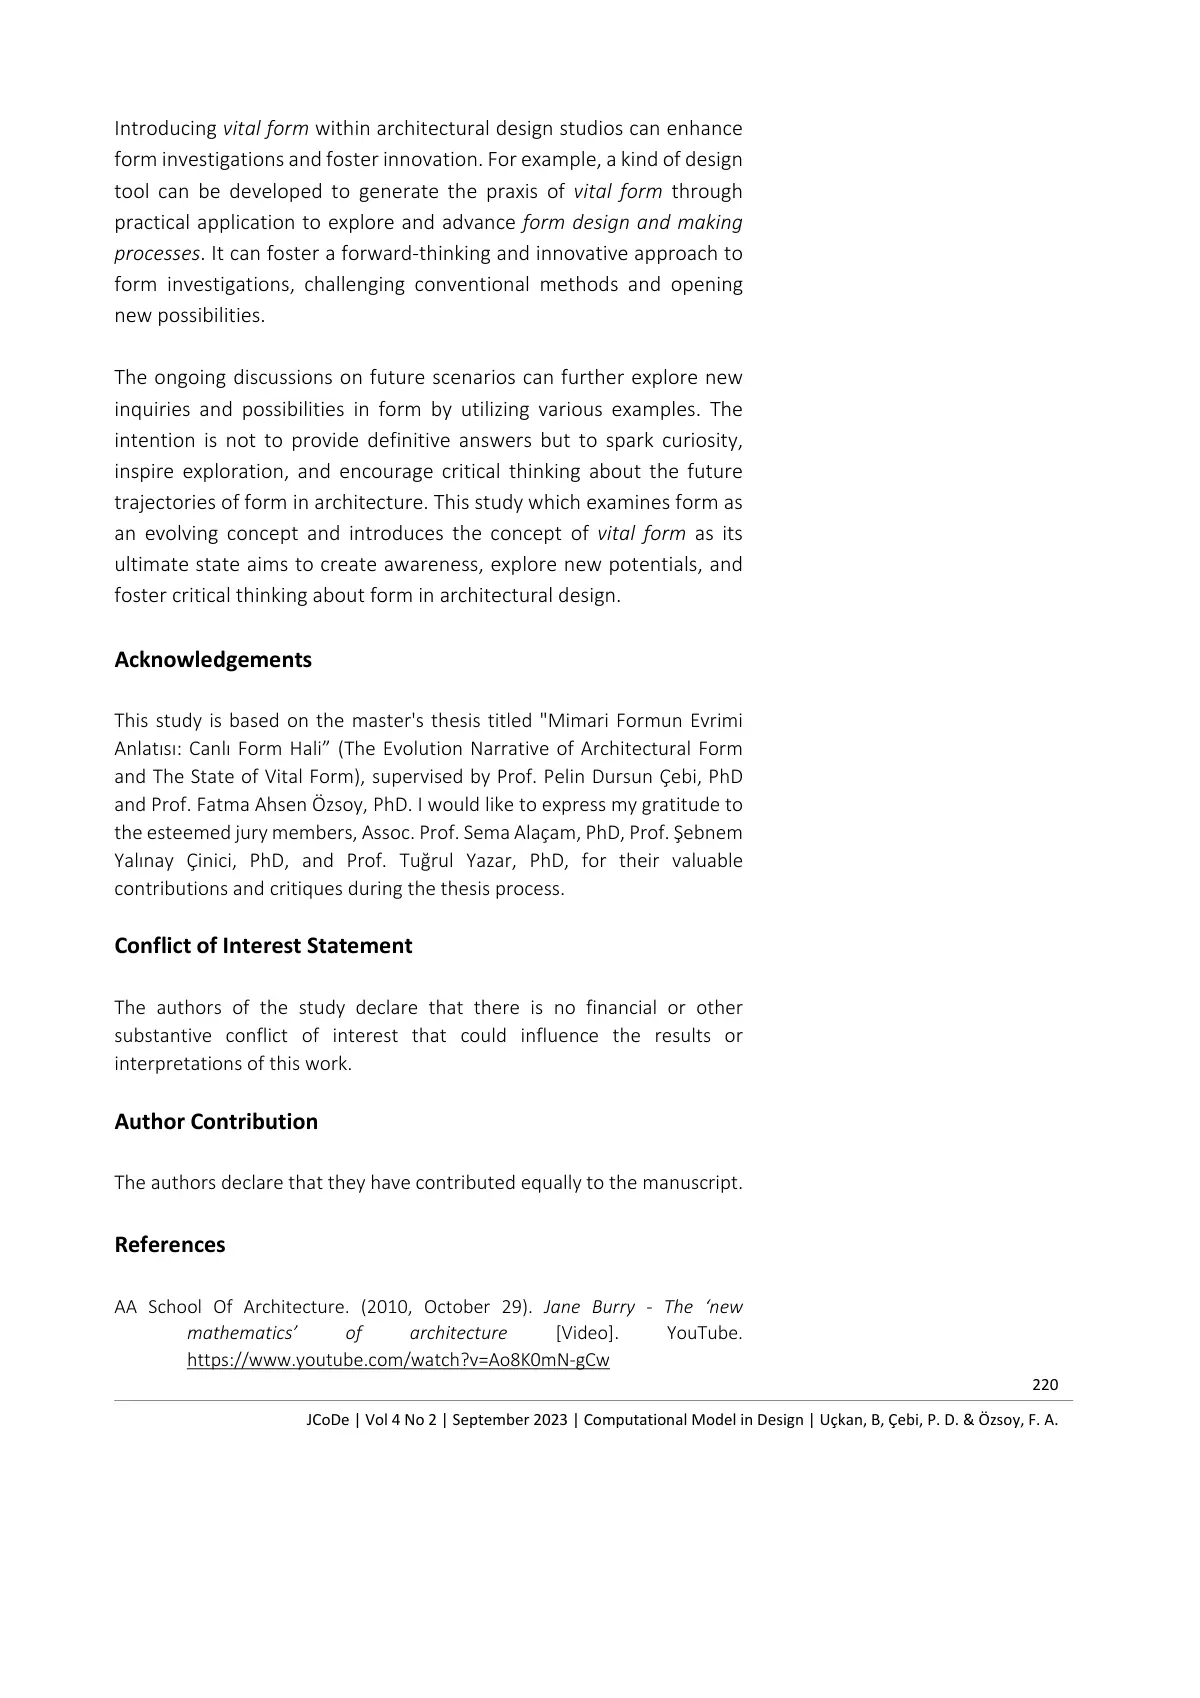 Introducing vital form within architectural design studios can enhance
form investigations and foster innovation. For example, a kind of design
tool can be developed to generate the praxis of vital form through
practical application to explore and advance form design and making
processes. It can foster a forward-thinking and innovative approach to
form investigations, challenging conventional methods and opening
new possibilities.
The ongoing discussions on future scenarios can further explore new
inquiries and possibilities in form by utilizing various examples. The
intention is not to provide definitive answers but to spark curiosity,
inspire exploration, and encourage critical thinking about the future
trajectories of form in architecture. This study which examines form as
an evolving concept and introduces the concept of vital form as its
ultimate state aims to create awareness, explore new potentials, and
foster critical thinking about form in architectural design.
Acknowledgements
This study is based on the master's thesis titled "Mimari Formun Evrimi
Anlatısı: Canlı Form Hali” (The Evolution Narrative of Architectural Form
and The State of Vital Form), supervised by Prof. Pelin Dursun Çebi, PhD
and Prof. Fatma Ahsen Özsoy, PhD. I would like to express my gratitude to
the esteemed jury members, Assoc. Prof. Sema Alaçam, PhD, Prof. Şebnem
Yalınay Çinici, PhD, and Prof. Tuğrul Yazar, PhD, for their valuable
contributions and critiques during the thesis process.
Conflict of Interest Statement
The authors of the study declare that there is no financial or other
substantive conflict of interest that could influence the results or
interpretations of this work.
Author Contribution
The authors declare that they have contributed equally to the manuscript.
References
AA School Of Architecture. (2010, October 29). Jane Burry - The ‘new
mathematics’ of architecture [Video]. YouTube.
https://www.youtube.com/watch?v=Ao8K0mN-gCw
220
JCoDe | Vol 4 No 2 | September 2023 | Computational Model in Design | Uçkan, B, Çebi, P. D. & Özsoy, F. A.